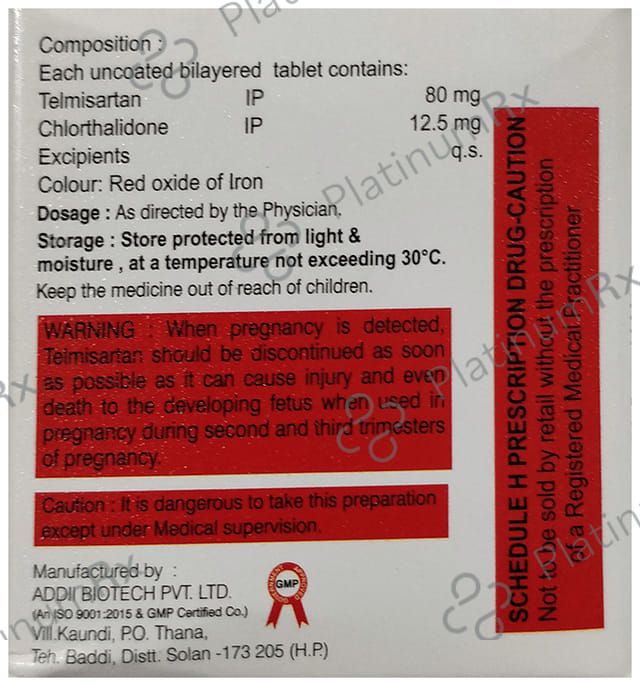 Composition :
Each uncoated bilayered tablet contains:
Telmisartan IP 80 mg
Chlorthalidone IP 12.5 mg
Excipients q.s.
Colour: Red oxide of Iron
Dosage : As directed by the Physician.
Storage : Store protected from light &
moisture , at a temperature not exceeding 30°C.
Keep the medicine out of reach of children.
WARNING : When pregnancy is detected,
Telmisartan should be discontinued as soon
as possible as it can cause injury and even
death to the developing fetus when used in
pregnancy during second and third trimesters
of pregnancy.
Caution : It is dangerous to take this preparation
except under Medical supervision.
Manufactured by :
ADDII BIOTECH PVT. LTD.
(An ISO 9001:2015 & GMP Certified Co.)
Vill.Kaundi, P.O. Thana,
Teh. Baddi, Distt. Solan -173 205 (H.P.)
GMP
SCHEDULE H PRESCRIPTION DRUG-CAUTION
Not to be sold by retail without the prescription
of a Registered Medical Practitioner
PlatinumRx
PlatinumRx
PlatinumRx